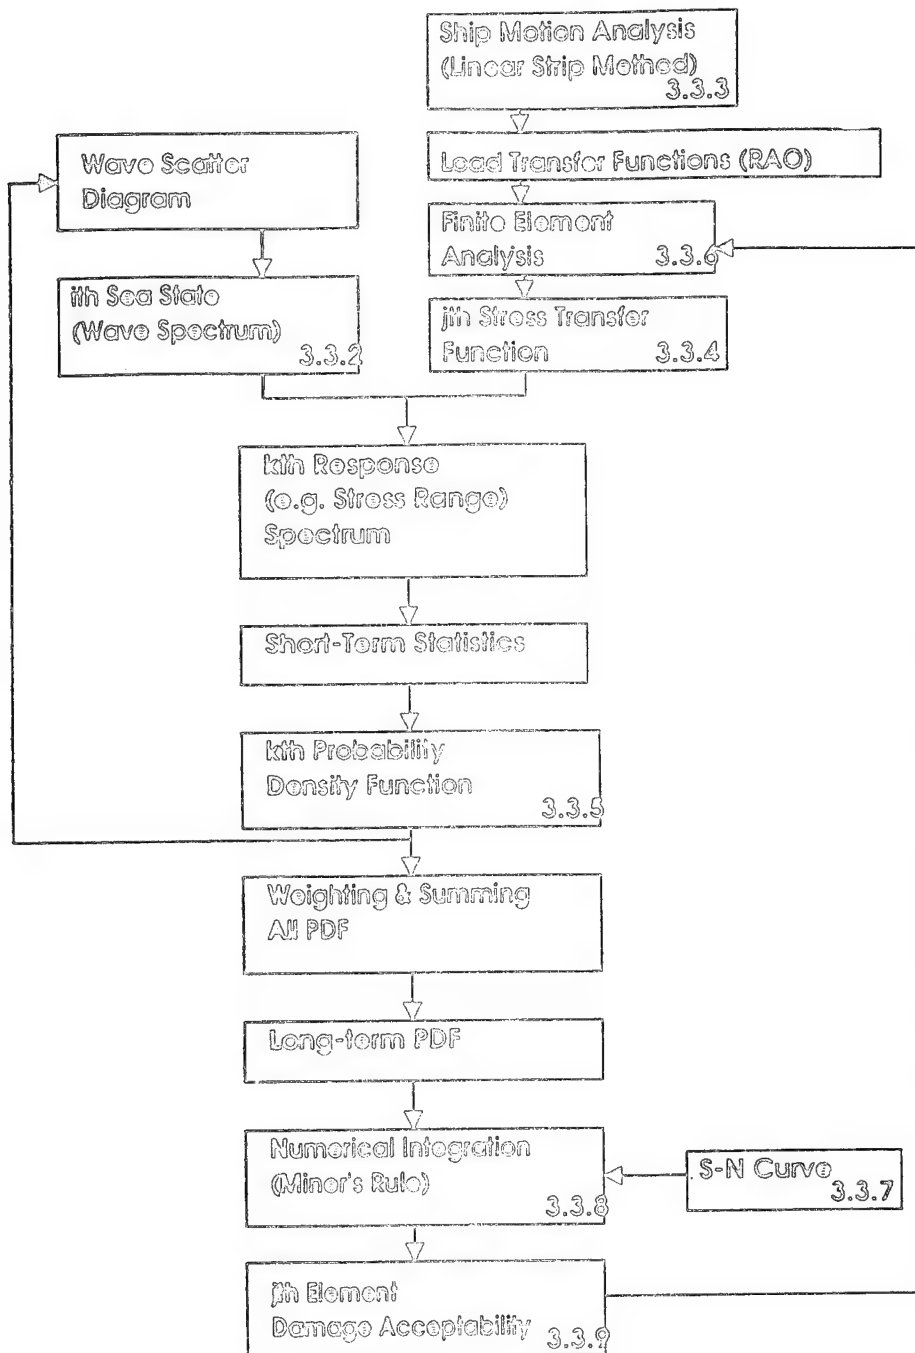 Ship Motion Analysis
(Linear Strip Method)
3.3.3
Wave Scatter
Diagram
Load Transfer Functions (RAO)
Finite Element
Analysis
3.3.6
ith Sea State
(Wave Spectrum)
3.3.2
jth Stress Transfer
Function
3.3.4
kth Response
(e.g. Stress Range)
Spectrum
Short-Term Statistics
kth Probability
Density Function
3.3.5
Weighting & Summing
All PDF
Long-term PDF
Numerical Integration
(Miner's Rule)
3.3.8
S-N Curve
3.3.7
jth Element
Damage Acceptability
3.3.9